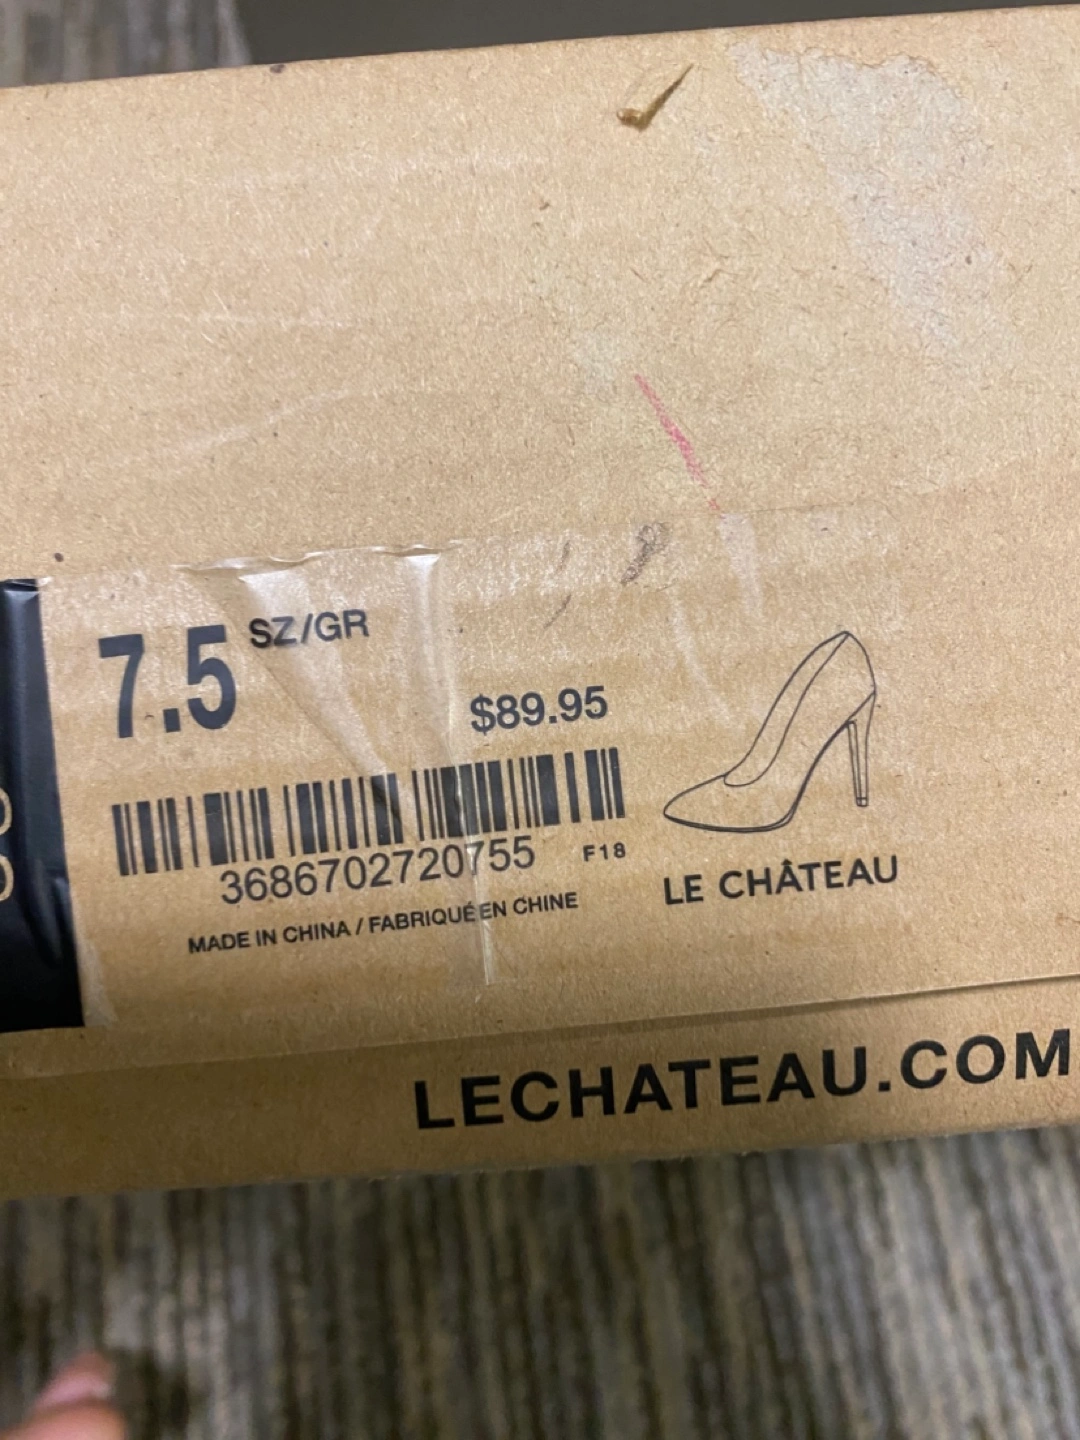 7.5 SZ/GR
$89.95
3686702720755 F18
MADE IN CHINA / FABRIQUÉ EN CHINE
LE CHÂTEAU
LECHATEAU.COM